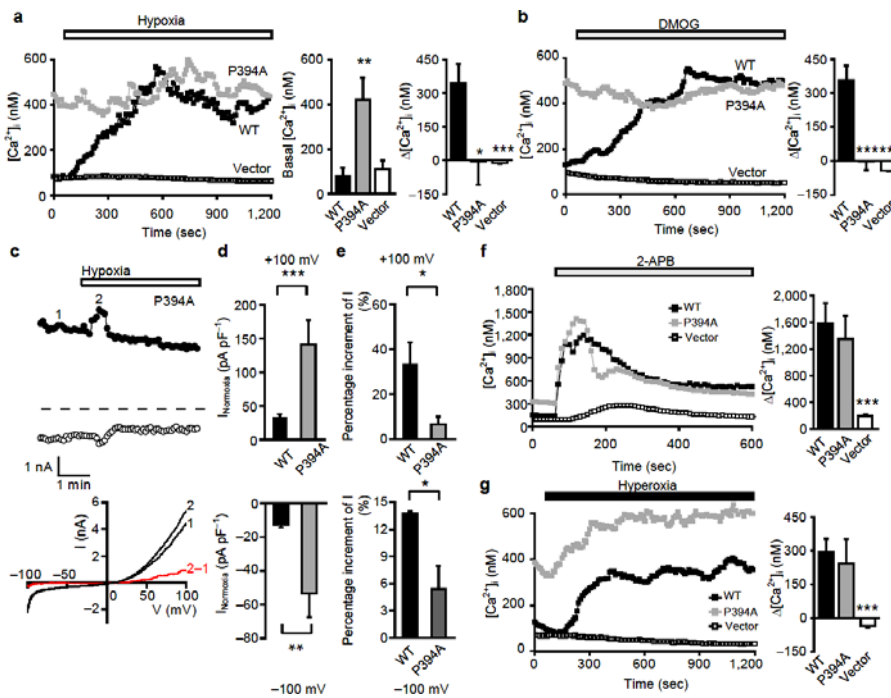 a
Hypoxia
600
400
200
0
[Ca²⁺]ᵢ (nM)
P394A
WT
Vector
0 300 600 900 1,200
Time (sec)
600
400
200
0
Basal [Ca²⁺]ᵢ (nM)
**
WT
P394A
Vector
450
300
150
0
−150
Δ[Ca²⁺]ᵢ (nM)
* ***
WT
P394A
Vector
b
DMOG
600
400
200
0
[Ca²⁺]ᵢ (nM)
WT
P394A
Vector
0 300 600 900 1,200
Time (sec)
450
300
150
0
−150
Δ[Ca²⁺]ᵢ (nM)
*****
WT
P394A
Vector
c
Hypoxia
P394A
1 2
1 nA
1 min
I (nA)
6
4
2
−2
2
1
2−1
−100 −50
0 50 100
V (mV)
d
+100 mV
***
200
150
100
50
0
I Normoxia (pA pF⁻¹)
WT
P394A
0
−20
−40
−60
−80
I Normoxia (pA pF⁻¹)
**
−100 mV
e
+100 mV
*
60
40
20
0
Percentage increment of I (%)
WT
P394A
*
15
12
9
6
3
0
Percentage increment of I (%)
WT
P394A
−100 mV
f
2-APB
1,800
1,500
1,200
900
600
300
0
[Ca²⁺]ᵢ (nM)
WT
P394A
Vector
0 200 400 600
Time (sec)
2,000
1,600
1,200
800
400
0
Δ[Ca²⁺]ᵢ (nM)
***
WT
P394A
Vector
g
Hyperoxia
600
400
200
0
[Ca²⁺]ᵢ (nM)
WT
P394A
Vector
0 300 600 900 1,200
Time (sec)
450
300
150
0
−150
Δ[Ca²⁺]ᵢ (nM)
***
WT
P394A
Vector